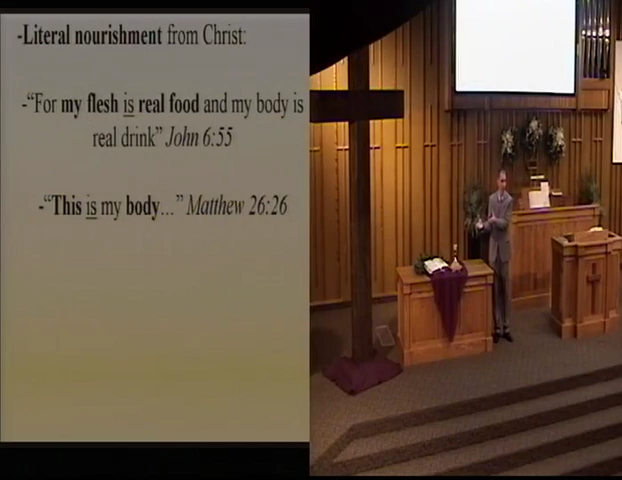 -Literal nourishment from Christ:
-“For my flesh is real food and my body is
real drink” John 6:55
-“This is my body...” Matthew 26:26